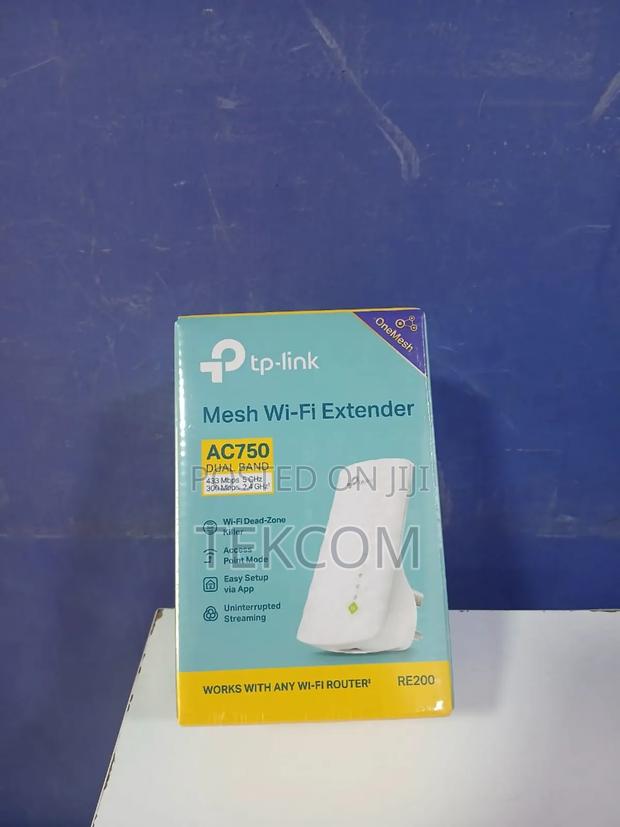 OneMesh
tp-link
Mesh Wi-Fi Extender
AC750
DUAL BAND
433 Mbps 5 GHz
300 Mbps 2.4 GHz
POSTED ON JIJI
TEKCOM
Wi-Fi Dead-Zone
Killer
Access
Point Mode
Easy Setup
via App
Uninterrupted
Streaming
WORKS WITH ANY WI-FI ROUTER‡
RE200